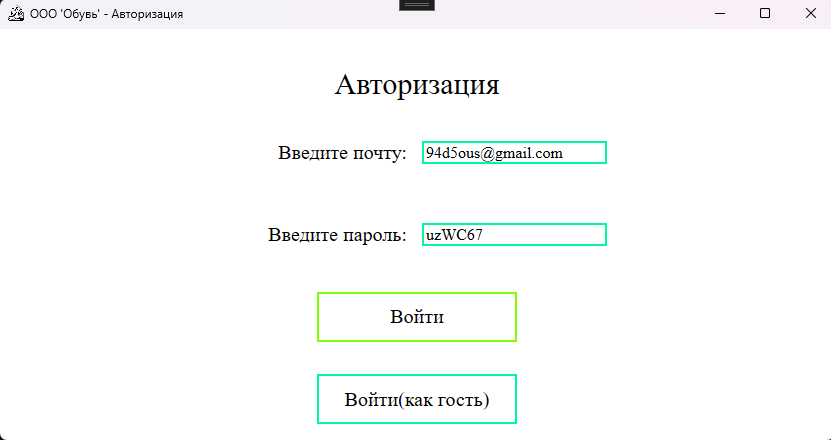 ООО 'Обувь' - Авторизация
Авторизация
Введите почту: 94d5ous@gmail.com
Введите пароль: uzWC67
Войти
Войти(как гость)